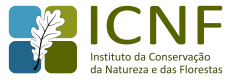 ICNF
Instituto da Conservação
da Natureza e das Florestas